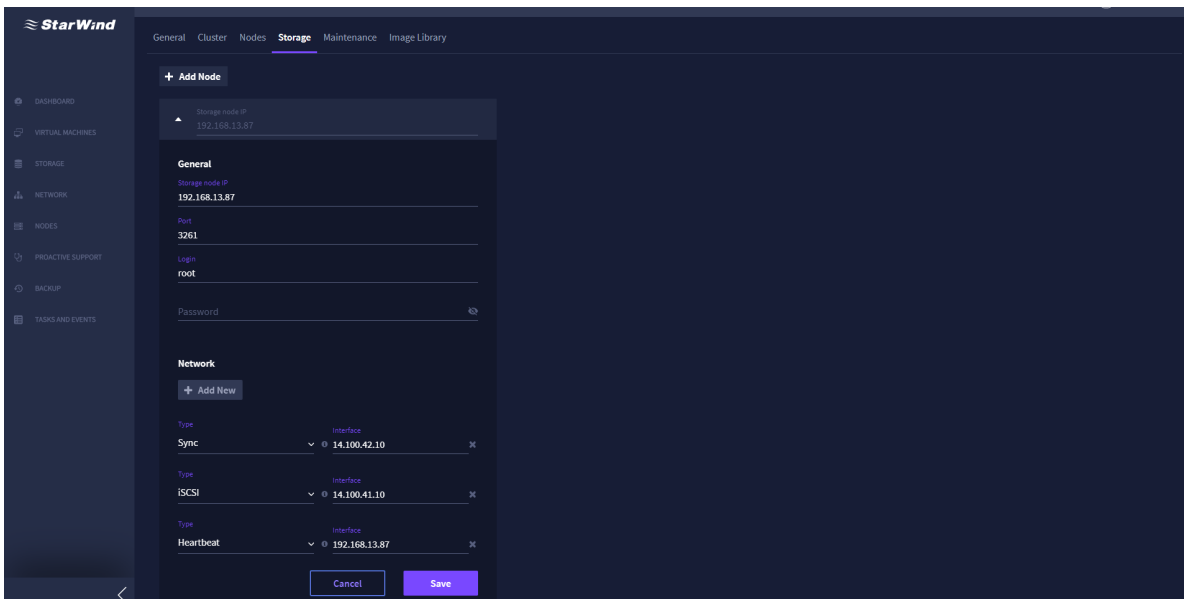 StarWind
General Cluster Nodes Storage Maintenance Image Library
+ Add Node
DASHBOARD
VIRTUAL MACHINES
STORAGE
NETWORK
NODES
PROACTIVE SUPPORT
BACKUP
TASKS AND EVENTS
Storage node IP
192.168.13.87
General
Storage node IP
192.168.13.87
Port
3261
Login
root
Password
Network
+ Add New
Type Interface
Sync 14.100.42.10
Type Interface
iSCSI 14.100.41.10
Type Interface
Heartbeat 192.168.13.87
Cancel Save